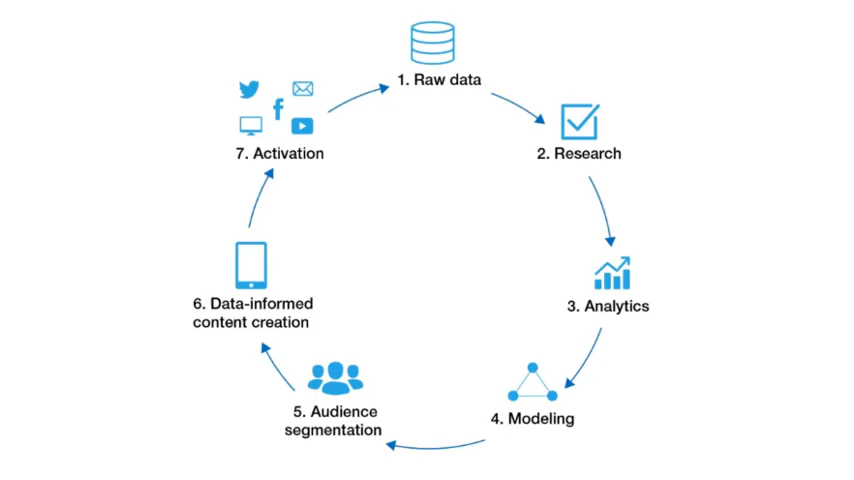 1. Raw data
2. Research
3. Analytics
4. Modeling
5. Audience
segmentation
6. Data-informed
content creation
7. Activation